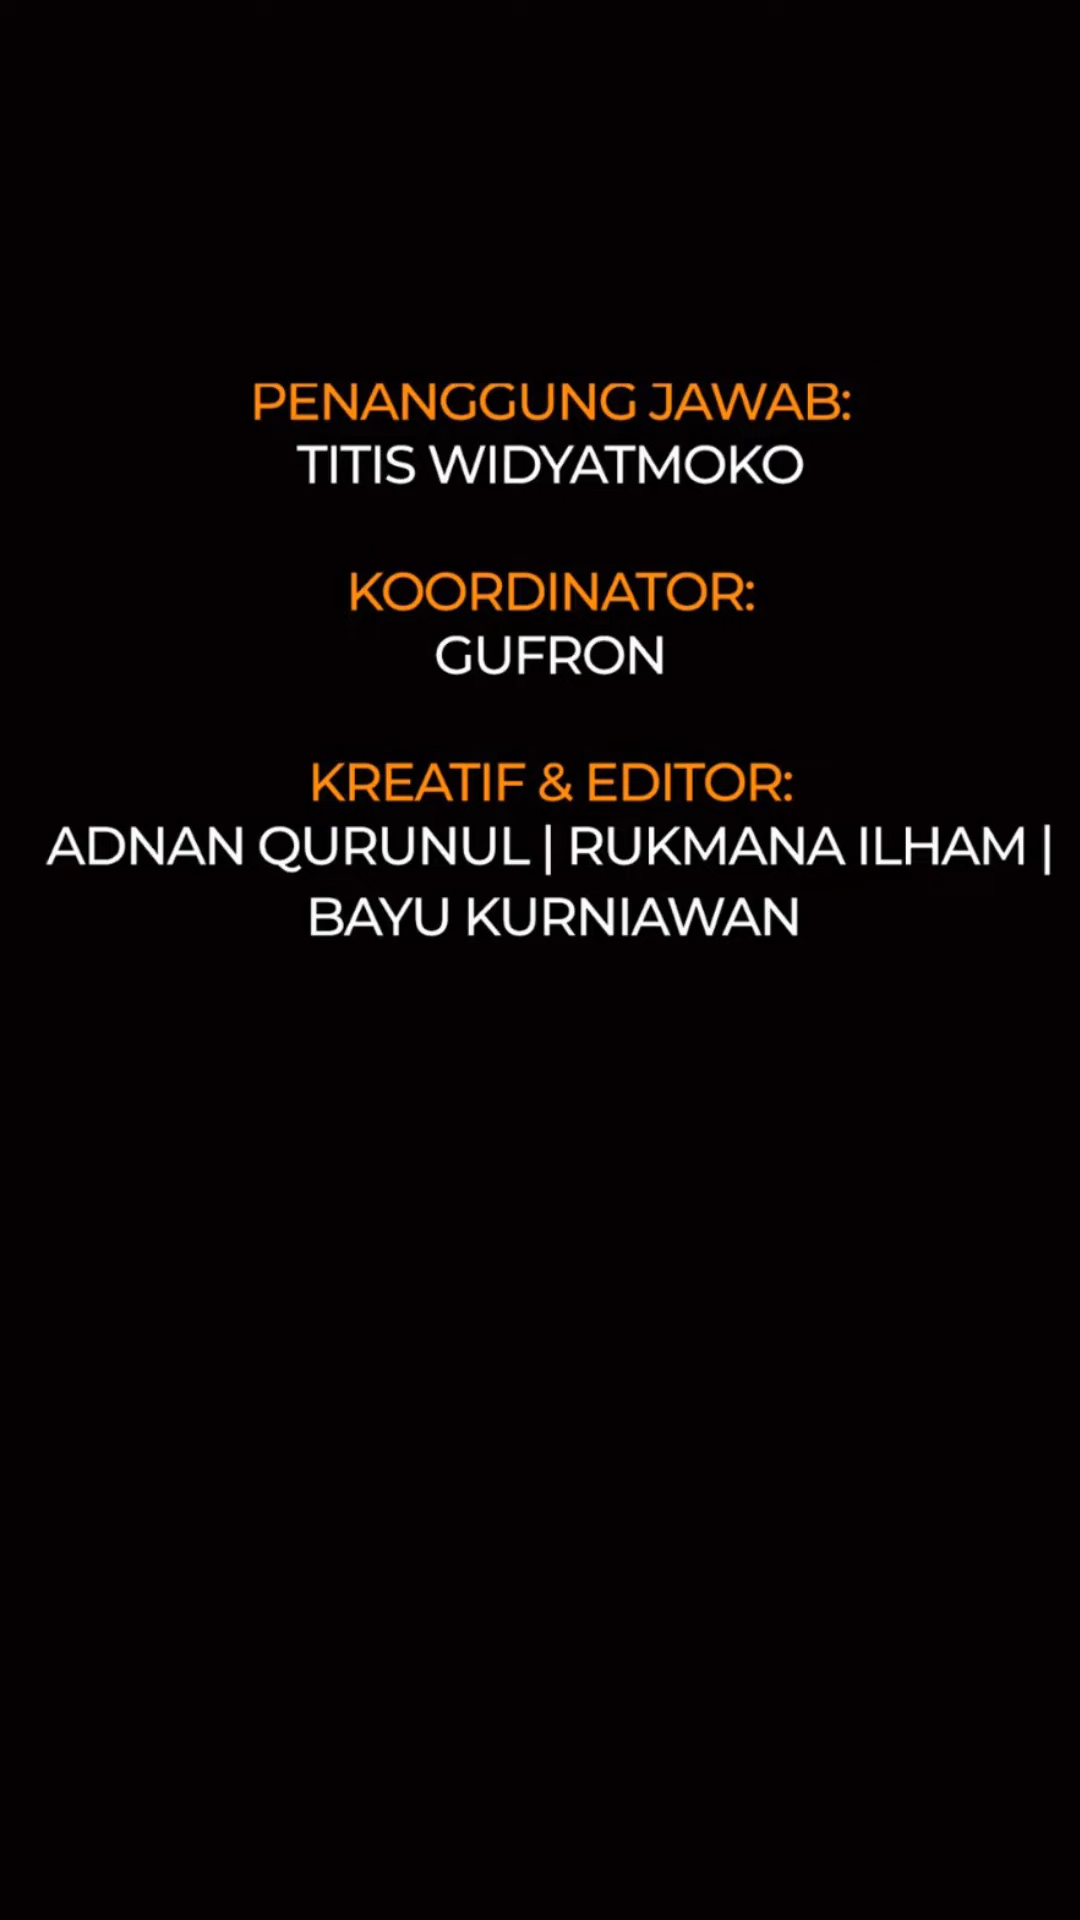 PENANGGUNG JAWAB:
TITIS WIDYATMOKO
KOORDINATOR:
GUFRON
KREATIF & EDITOR:
ADNAN QURUNUL | RUKMANA ILHAM |
BAYU KURNIAWAN